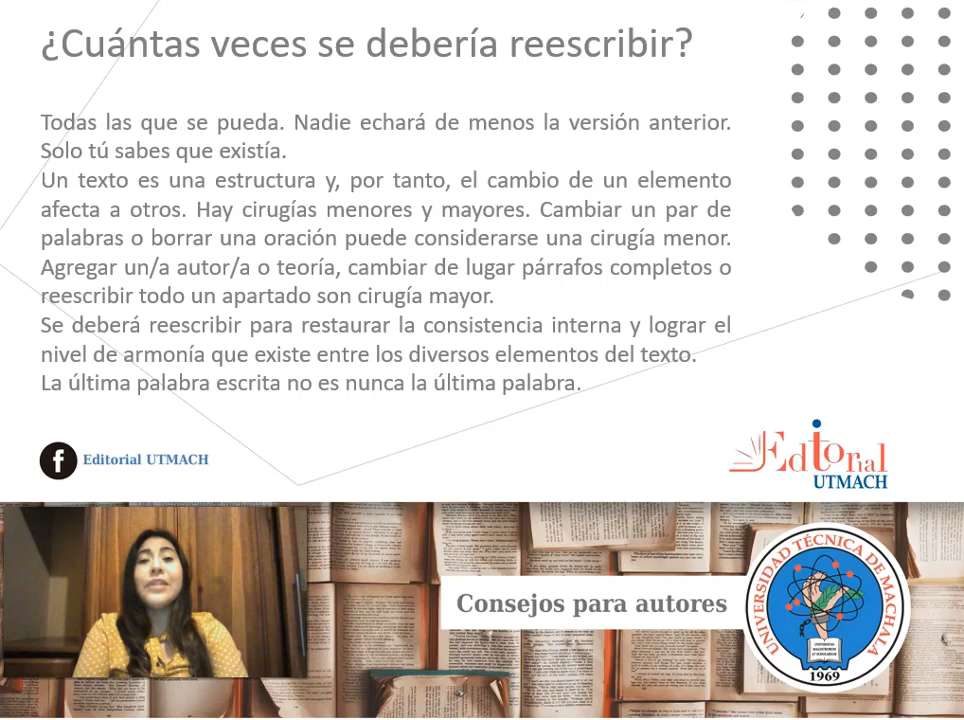 ¿Cuántas veces se debería reescribir?
Todas las que se pueda. Nadie echará de menos la versión anterior.
Solo tú sabes que existía.
Un texto es una estructura y, por tanto, el cambio de un elemento
afecta a otros. Hay cirugías menores y mayores. Cambiar un par de
palabras o borrar una oración puede considerarse una cirugía menor.
Agregar un/a autor/a o teoría, cambiar de lugar párrafos completos o
reescribir todo un apartado son cirugía mayor.
Se deberá reescribir para restaurar la consistencia interna y lograr el
nivel de armonía que existe entre los diversos elementos del texto.
La última palabra escrita no es nunca la última palabra.
f Editorial UTMACH
Editorial
UTMACH
Consejos para autores
UNIVERSIDAD TÉCNICA DE MACHALA
1969